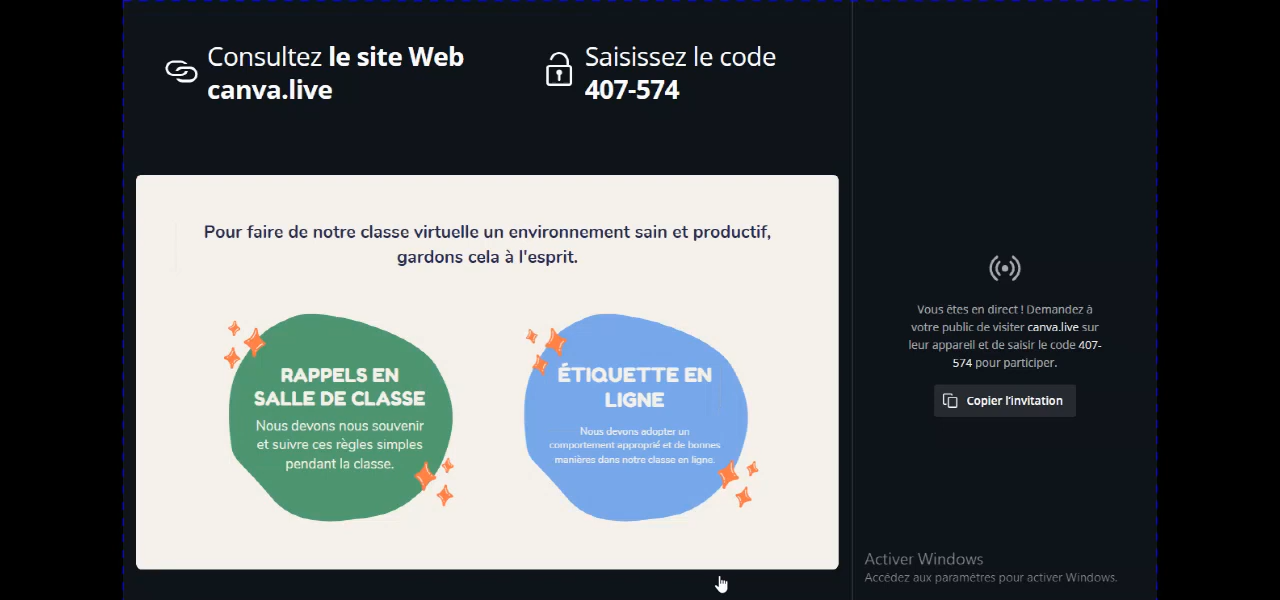 Consultez le site Web
canva.live
Saisissez le code
407-574
Pour faire de notre classe virtuelle un environnement sain et productif,
gardons cela à l'esprit.
RAPPELS EN
SALLE DE CLASSE
Nous devons nous souvenir
et suivre ces règles simples
pendant la classe.
ÉTIQUETTE EN
LIGNE
Nous devons adopter un
comportement approprié et de bonnes
manières dans notre classe en ligne.
Vous êtes en direct ! Demandez à
votre public de visiter canva.live sur
leur appareil et de saisir le code 407-
574 pour participer.
Copier l'invitation
Activer Windows
Accédez aux paramètres pour activer Windows.